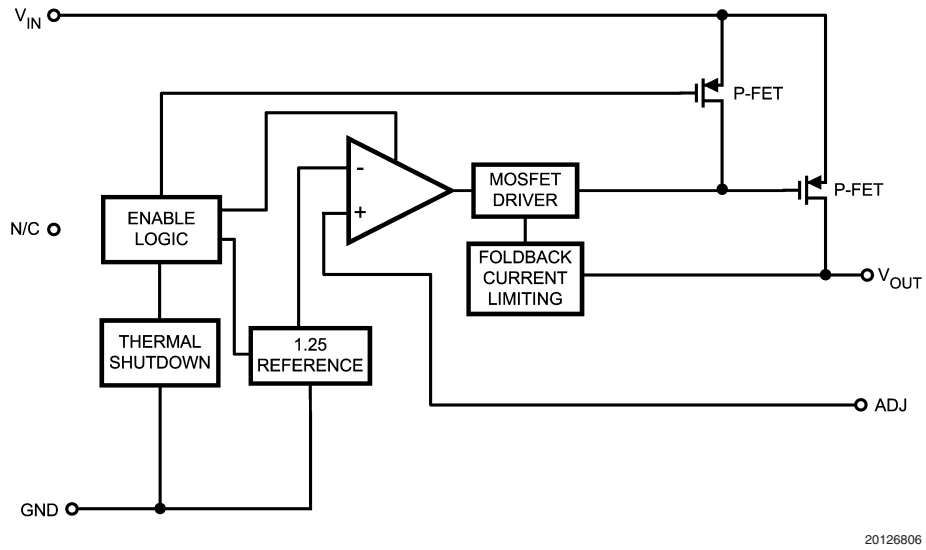 VIN
P-FET
-
MOSFET
DRIVER
P-FET
+
N/C
ENABLE
LOGIC
FOLDBACK
CURRENT
LIMITING
VOUT
THERMAL
SHUTDOWN
1.25
REFERENCE
ADJ
GND
20126806